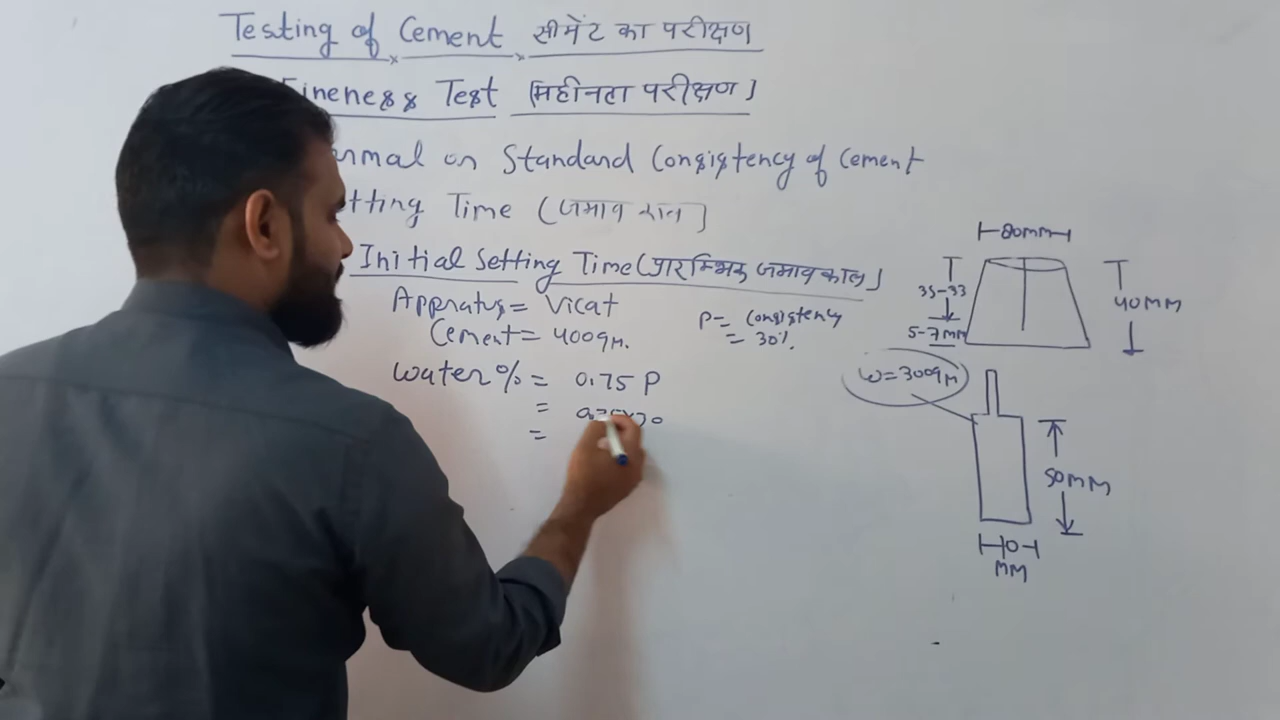 Testing of Cement सीमेंट का परीक्षण
Fineness Test (महीनता परीक्षण)
rmal on Standard Consistency of Cement
tting Time (जमाव काल)
Initial Setting Time (प्रारम्भिक जमाव काल)
Appratus = Vicat
Cement = 400gm.
P = Consistency
= 30%.
Water % = 0.75 P
=
=
80mm
35-33
5-7mm
40MM
W=300gm
50MM
10
MM